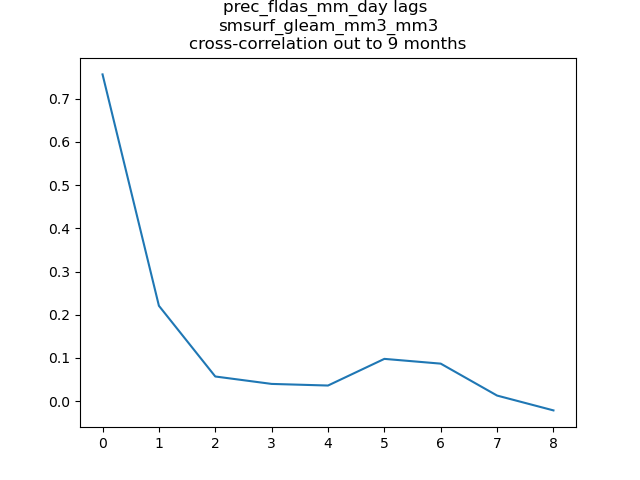 prec_fldas_mm_day lags
smsurf_gleam_mm3_mm3
cross-correlation out to 9 months
0.7
0.6
0.5
0.4
0.3
0.2
0.1
0.0
0 1 2 3 4 5 6 7 8